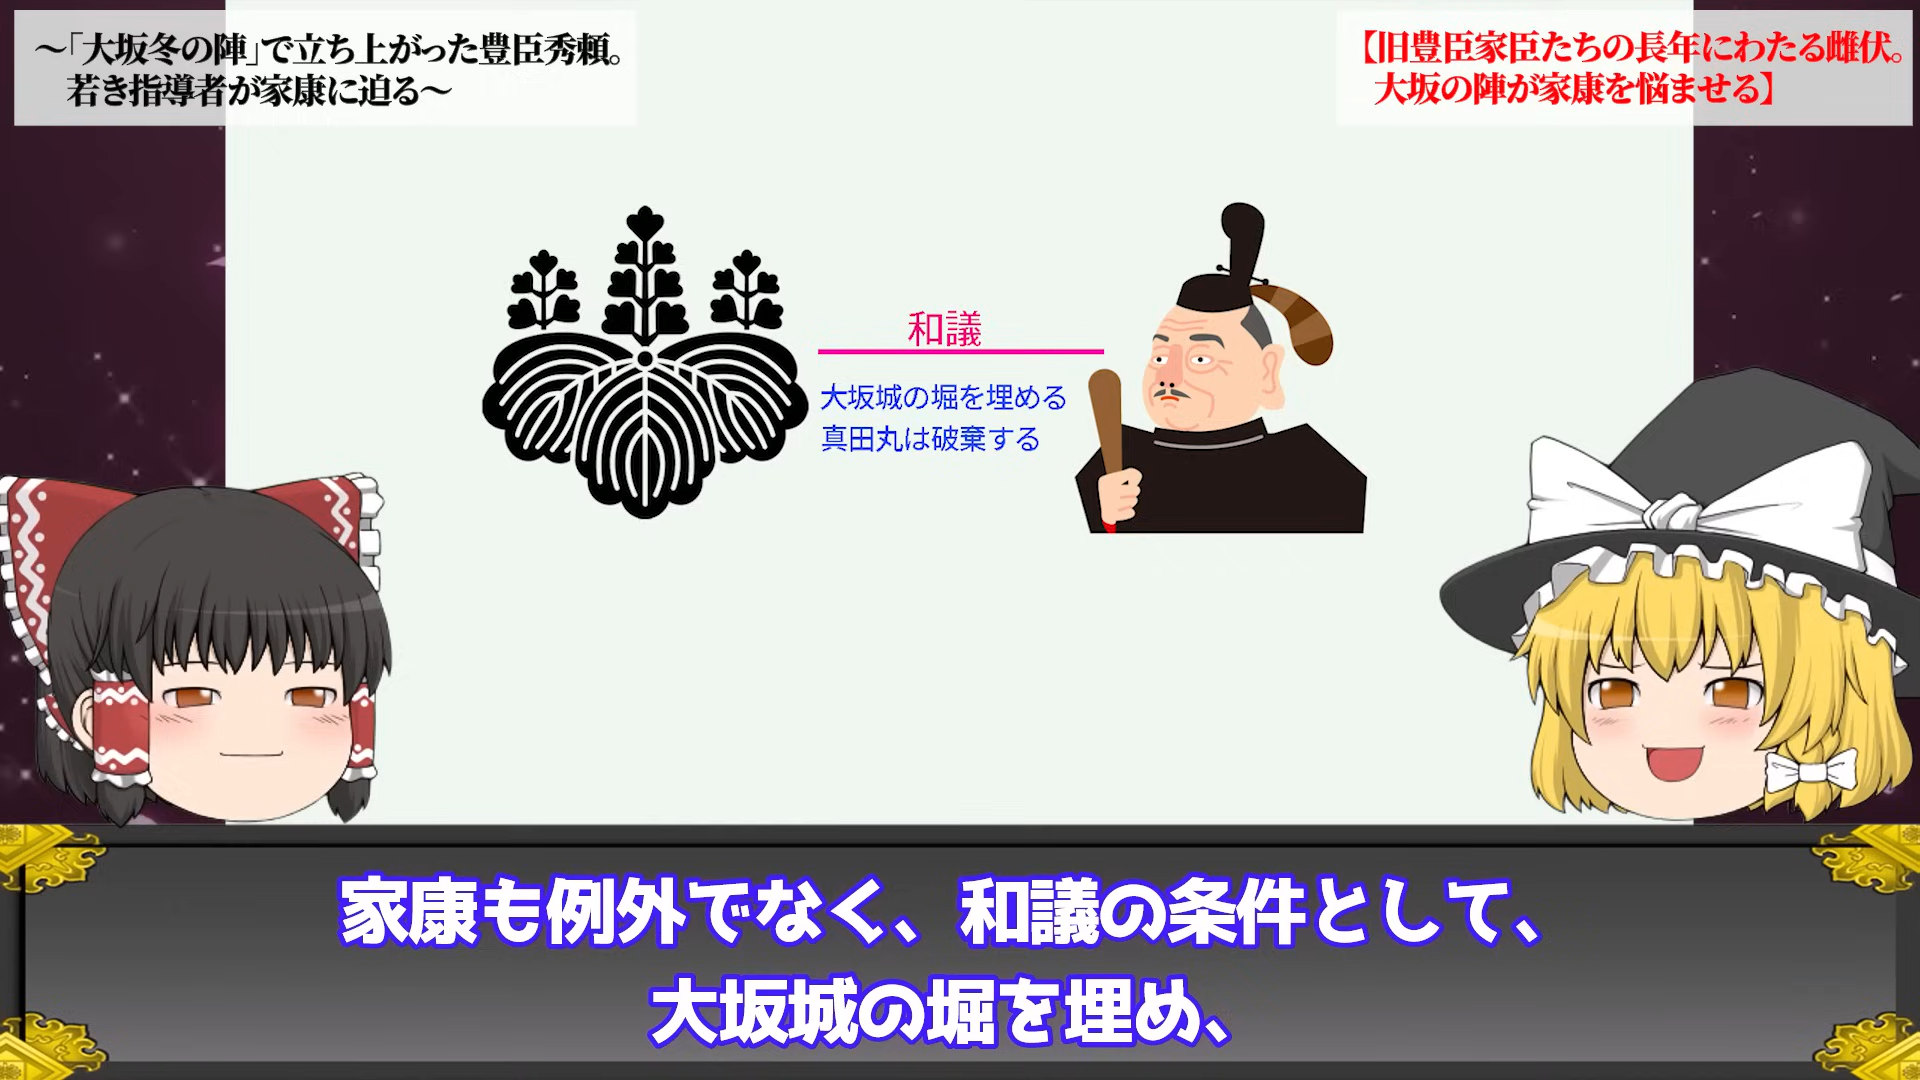 ～「大坂冬の陣」で立ち上がった豊臣秀頼。
若き指導者が家康に迫る～
【旧豊臣家臣たちの長年にわたる雌伏。
大坂の陣が家康を悩ませる】
和議
大坂城の堀を埋める
真田丸は破棄する
家康も例外でなく、和議の条件として、
大坂城の堀を埋め、